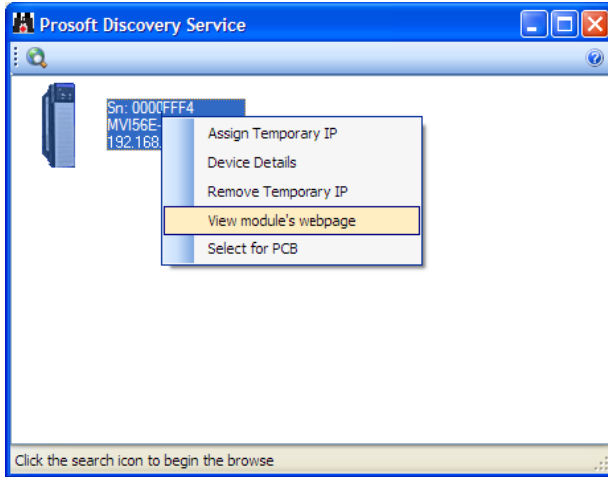 Prosoft Discovery Service
Sn: 0000FFF4
MVI56E-
192.168.
Assign Temporary IP
Device Details
Remove Temporary IP
View module's webpage
Select for PCB
Click the search icon to begin the browse